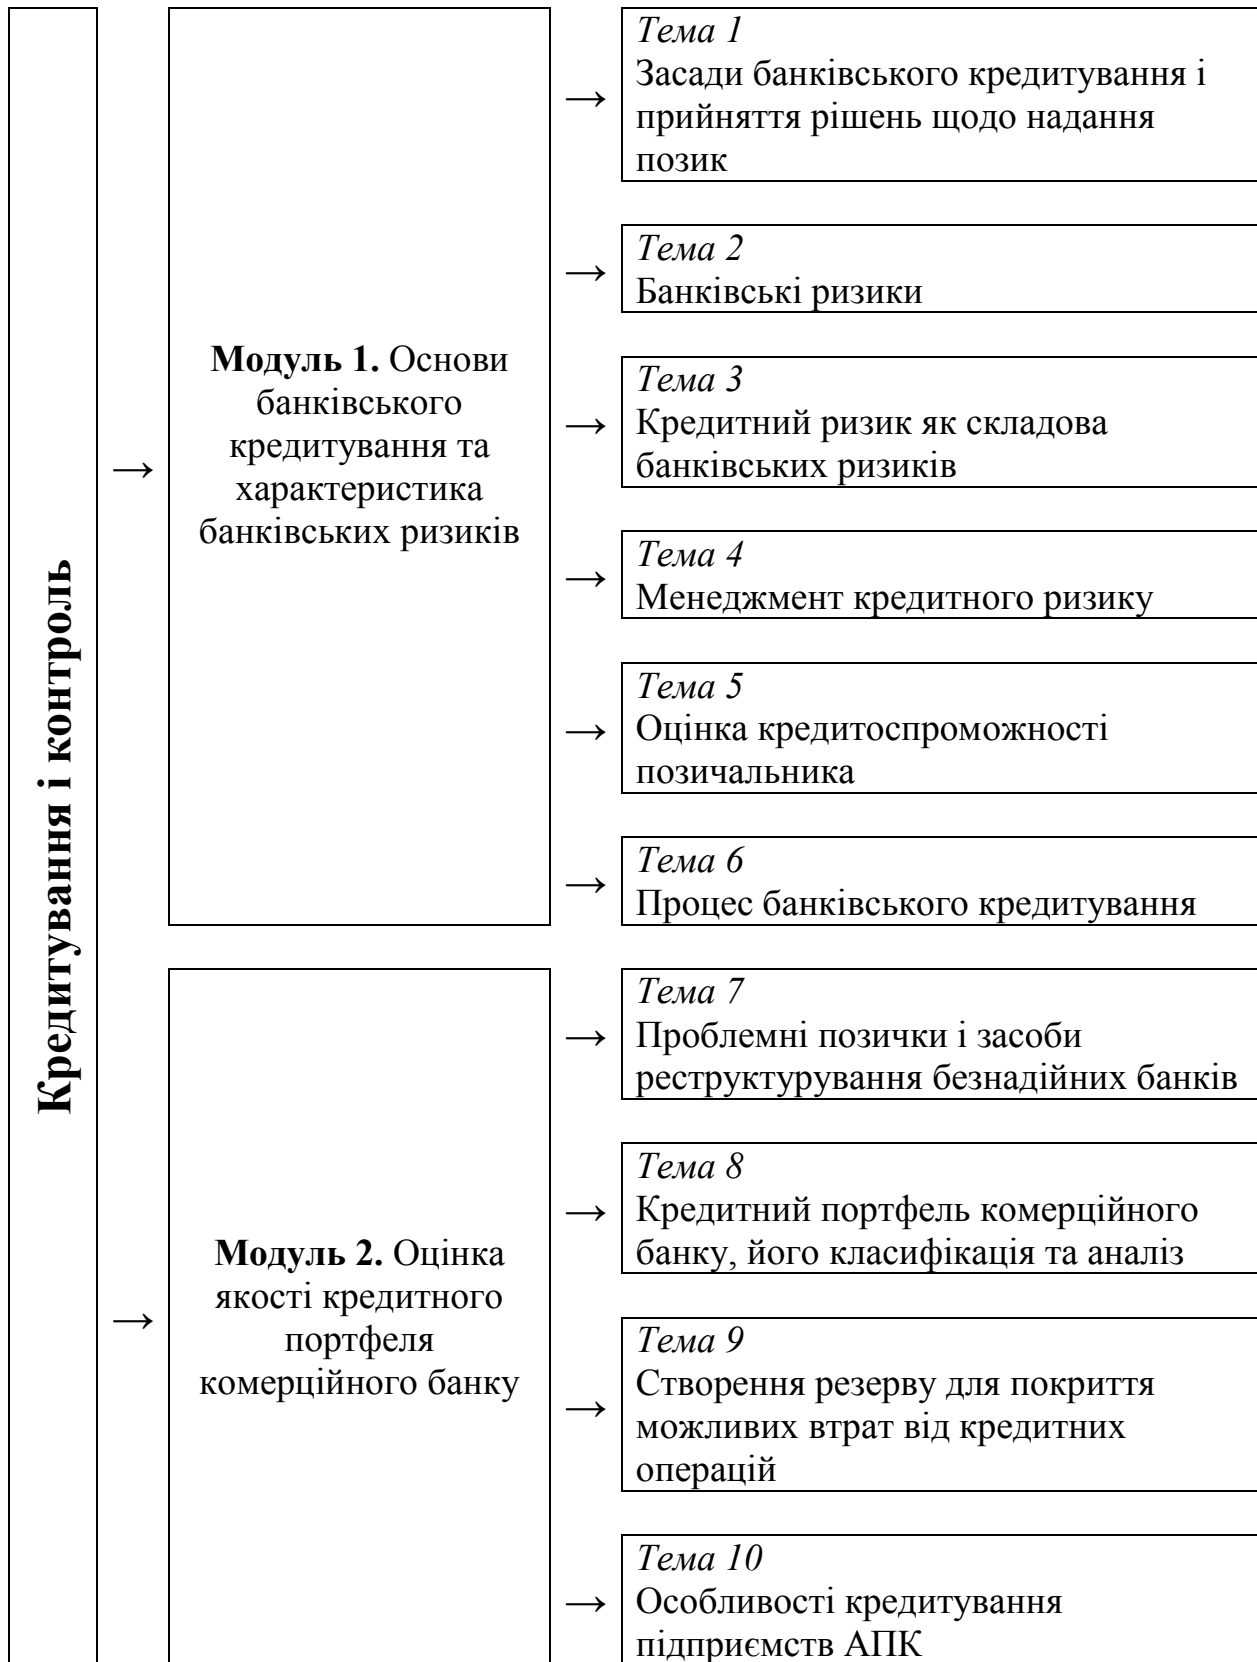 Кредитування і контроль
→
Модуль 1. Основи
банківського
кредитування та
характеристика
банківських ризиків
→
Тема 1
Засади банківського кредитування і
прийняття рішень щодо надання
позик
→
Тема 2
Банківські ризики
→
Тема 3
Кредитний ризик як складова
банківських ризиків
→
Тема 4
Менеджмент кредитного ризику
→
Тема 5
Оцінка кредитоспроможності
позичальника
→
Тема 6
Процес банківського кредитування
→
Модуль 2. Оцінка
якості кредитного
портфеля
комерційного банку
→
Тема 7
Проблемні позички і засоби
реструктурування безнадійних банків
→
Тема 8
Кредитний портфель комерційного
банку, його класифікація та аналіз
→
Тема 9
Створення резерву для покриття
можливих втрат від кредитних
операцій
→
Тема 10
Особливості кредитування
підприємств АПК